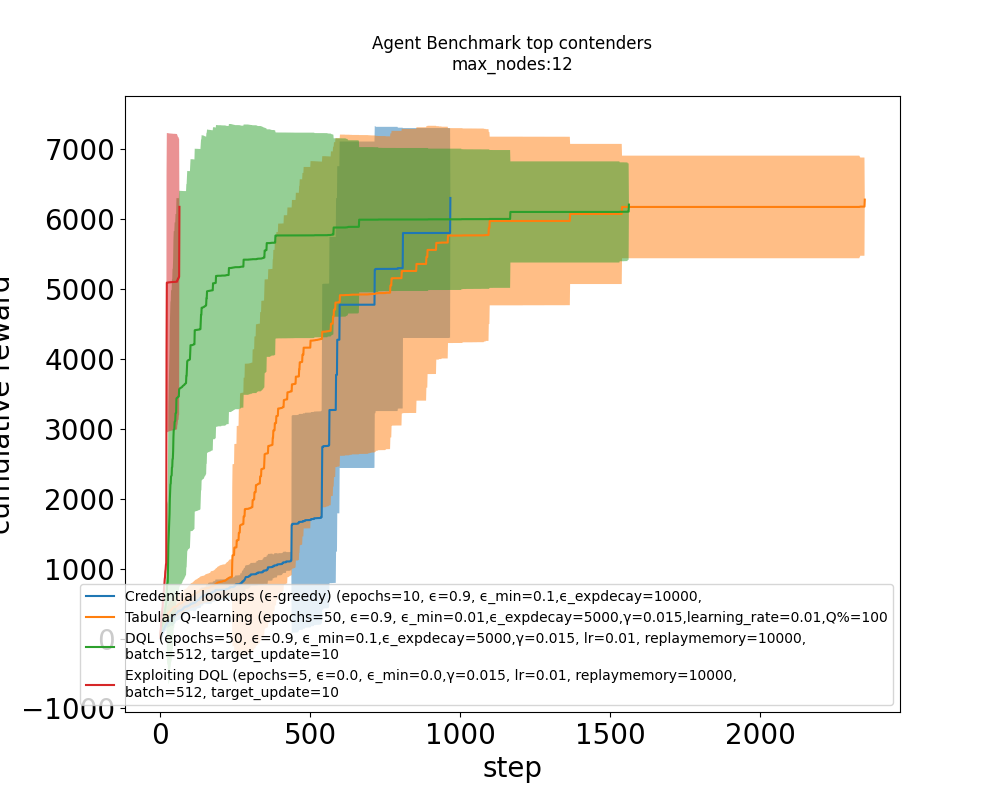 Agent Benchmark top contenders
max_nodes:12
cumulative reward
7000
6000
5000
4000
3000
2000
1000
0
−1000
Credential lookups (ϵ-greedy) (epochs=10, ϵ=0.9, ϵ_min=0.1,ϵ_expdecay=10000,
Tabular Q-learning (epochs=50, ϵ=0.9, ϵ_min=0.01,ϵ_expdecay=5000,γ=0.015,learning_rate=0.01,Q%=100
DQL (epochs=50, ϵ=0.9, ϵ_min=0.1,ϵ_expdecay=5000,γ=0.015, lr=0.01, replaymemory=10000,
batch=512, target_update=10
Exploiting DQL (epochs=5, ϵ=0.0, ϵ_min=0.0,γ=0.015, lr=0.01, replaymemory=10000,
batch=512, target_update=10
0 500 1000 1500 2000
step